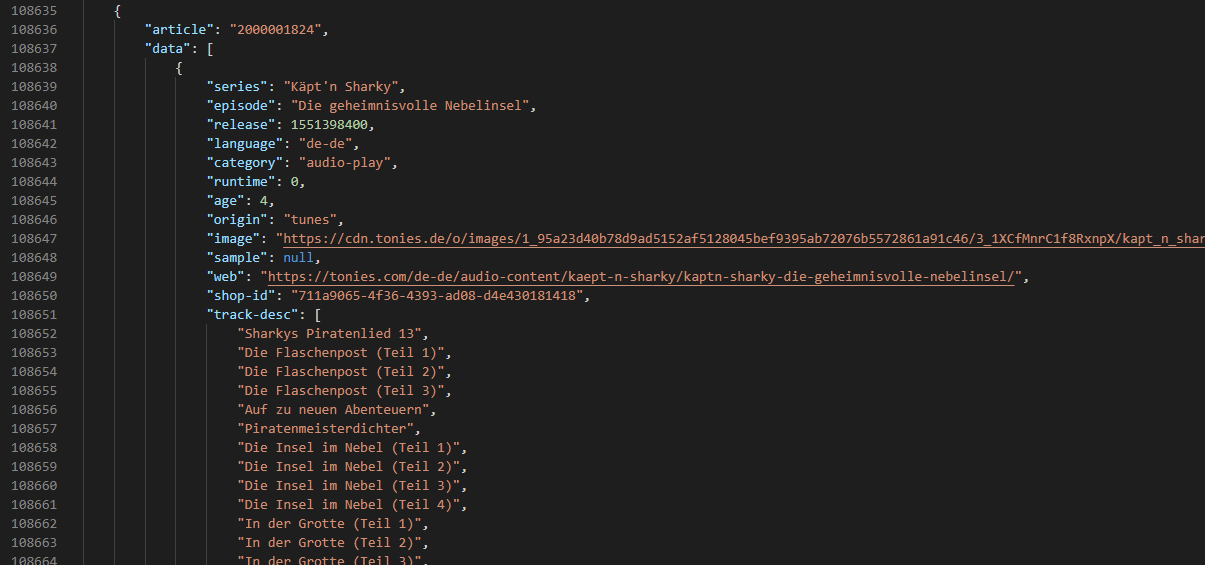 108635 {
108636 "article": "2000001824",
108637 "data": [
108638 {
108639 "series": "Käpt'n Sharky",
108640 "episode": "Die geheimnisvolle Nebelinsel",
108641 "release": 1551398400,
108642 "language": "de-de",
108643 "category": "audio-play",
108644 "runtime": 0,
108645 "age": 4,
108646 "origin": "tunes",
108647 "image": "https://cdn.tonies.de/o/images/1_95a23d40b78d9ad5152af5128045bef9395ab72076b5572861a91c46/3_1XCfMnrC1f8RxnpX/kapt_n_shar
108648 "sample": null,
108649 "web": "https://tonies.com/de-de/audio-content/kaept-n-sharky/kaptn-sharky-die-geheimnisvolle-nebelinsel/",
108650 "shop-id": "711a9065-4f36-4393-ad08-d4e430181418",
108651 "track-desc": [
108652 "Sharkys Piratenlied 13",
108653 "Die Flaschenpost (Teil 1)",
108654 "Die Flaschenpost (Teil 2)",
108655 "Die Flaschenpost (Teil 3)",
108656 "Auf zu neuen Abenteuern",
108657 "Piratenmeisterdichter",
108658 "Die Insel im Nebel (Teil 1)",
108659 "Die Insel im Nebel (Teil 2)",
108660 "Die Insel im Nebel (Teil 3)",
108661 "Die Insel im Nebel (Teil 4)",
108662 "In der Grotte (Teil 1)",
108663 "In der Grotte (Teil 2)",
108664 "In der Grotte (Teil 3)",